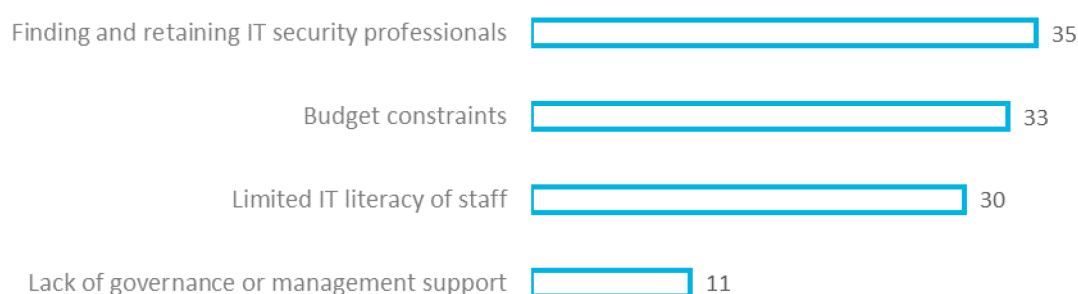 Finding and retaining IT security professionals 35
Budget constraints 33
Limited IT literacy of staff 30
Lack of governance or management support 11